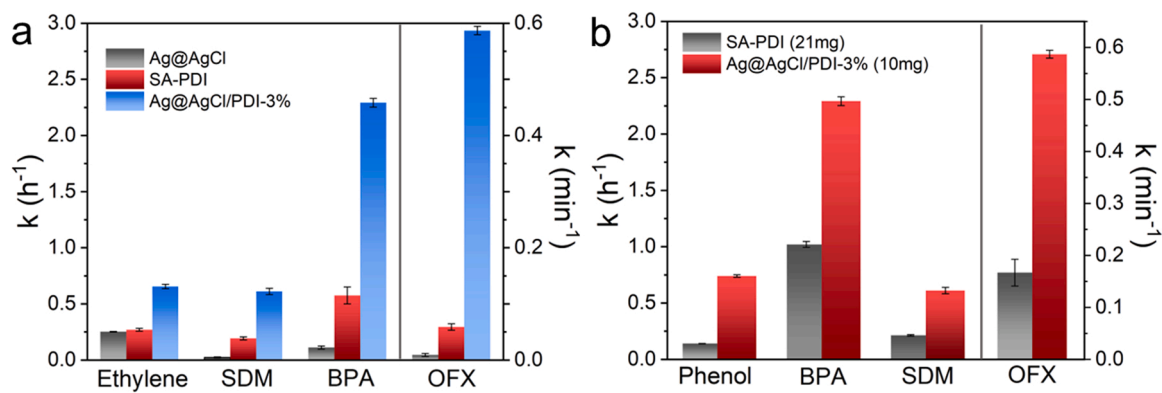 a
Ag@AgCl
SA-PDI
Ag@AgCl/PDI-3%
k (h⁻¹)
3.0
2.5
2.0
1.5
1.0
0.5
0.0
k (min⁻¹)
0.6
0.4
0.2
0.0
Ethylene SDM BPA OFX
b
SA-PDI (21mg)
Ag@AgCl/PDI-3% (10mg)
k (h⁻¹)
3.0
2.5
2.0
1.5
1.0
0.5
0.0
k (min⁻¹)
0.6
0.5
0.4
0.3
0.2
0.1
0.0
Phenol BPA SDM OFX